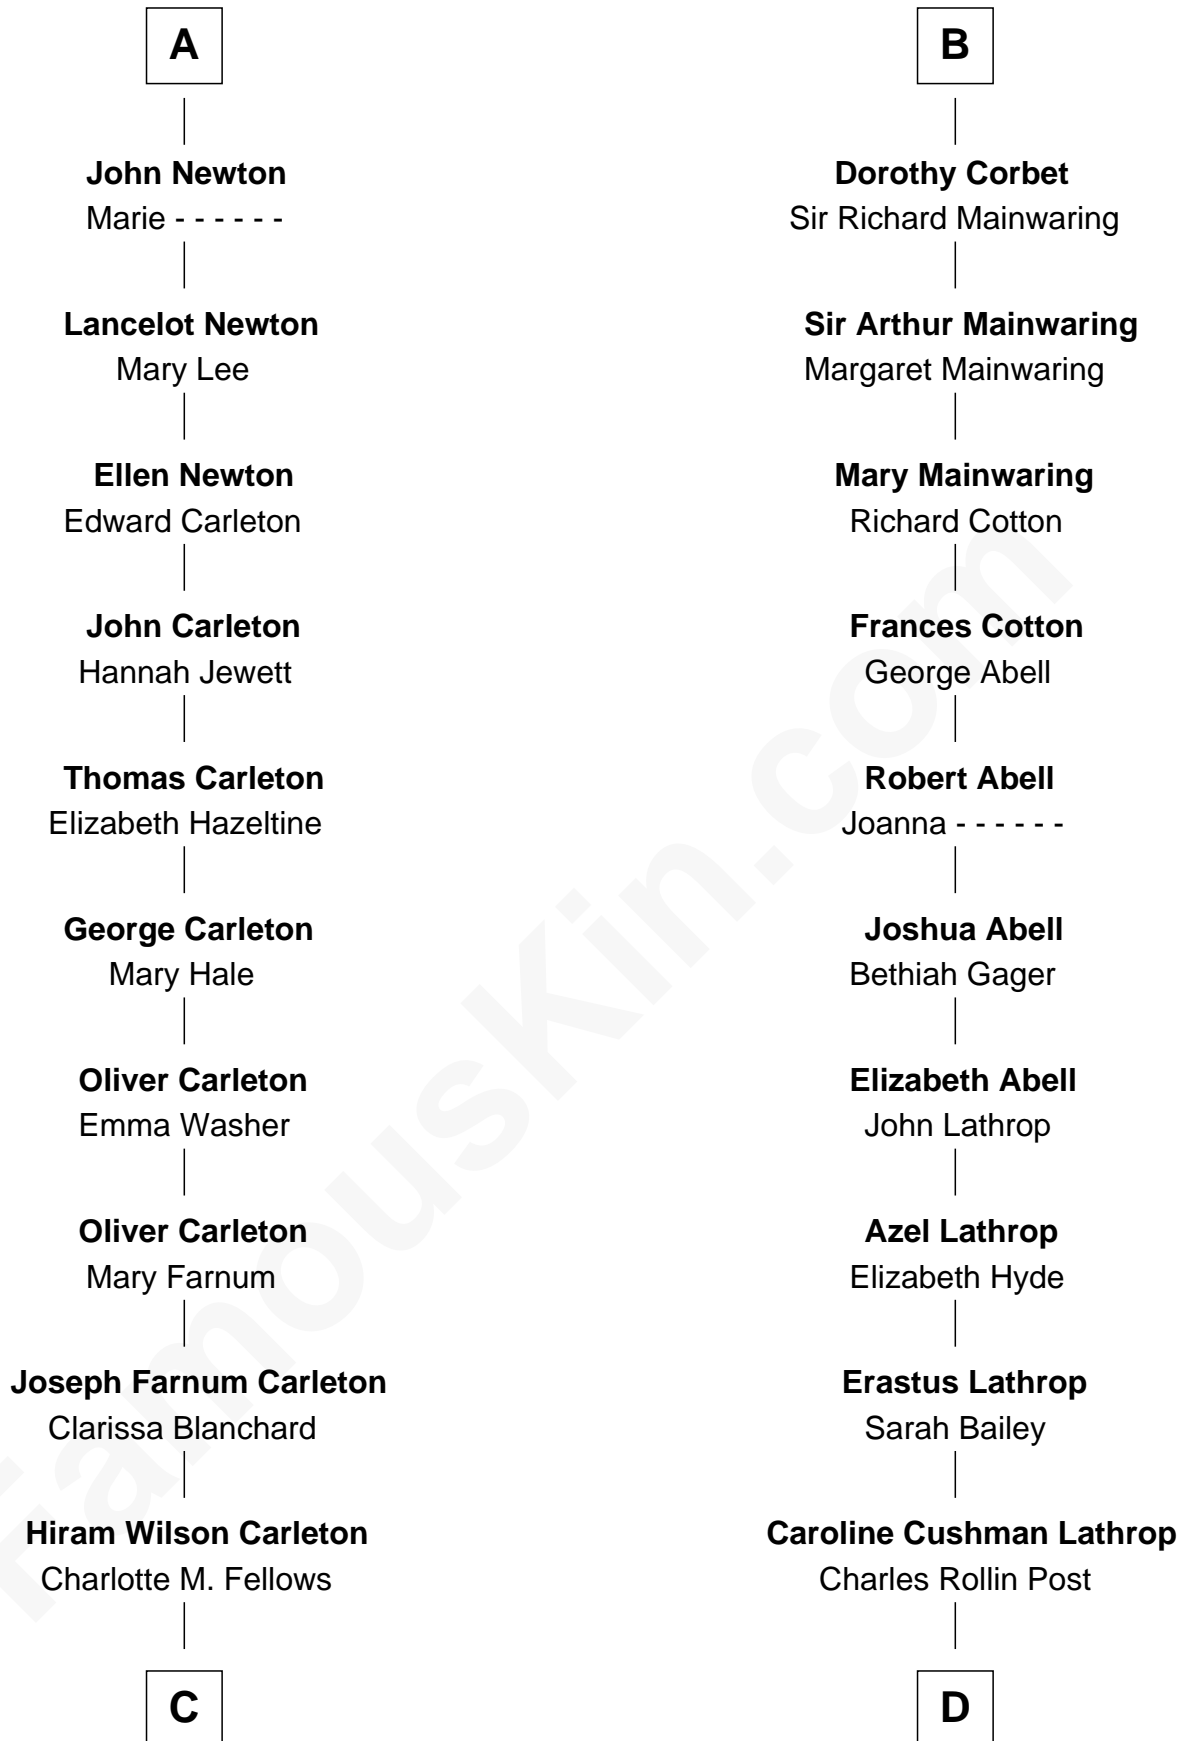 A
John Newton
Marie - - - - - -
Lancelot Newton
Mary Lee
Ellen Newton
Edward Carleton
John Carleton
Hannah Jewett
Thomas Carleton
Elizabeth Hazeltine
George Carleton
Mary Hale
Oliver Carleton
Emma Washer
Oliver Carleton
Mary Farnum
Joseph Farnum Carleton
Clarissa Blanchard
Hiram Wilson Carleton
Charlotte M. Fellows
C
B
Dorothy Corbet
Sir Richard Mainwaring
Sir Arthur Mainwaring
Margaret Mainwaring
Mary Mainwaring
Richard Cotton
Frances Cotton
George Abell
Robert Abell
Joanna - - - - - -
Joshua Abell
Bethiah Gager
Elizabeth Abell
John Lathrop
Azel Lathrop
Elizabeth Hyde
Erastus Lathrop
Sarah Bailey
Caroline Cushman Lathrop
Charles Rollin Post
D
FamousKin.com